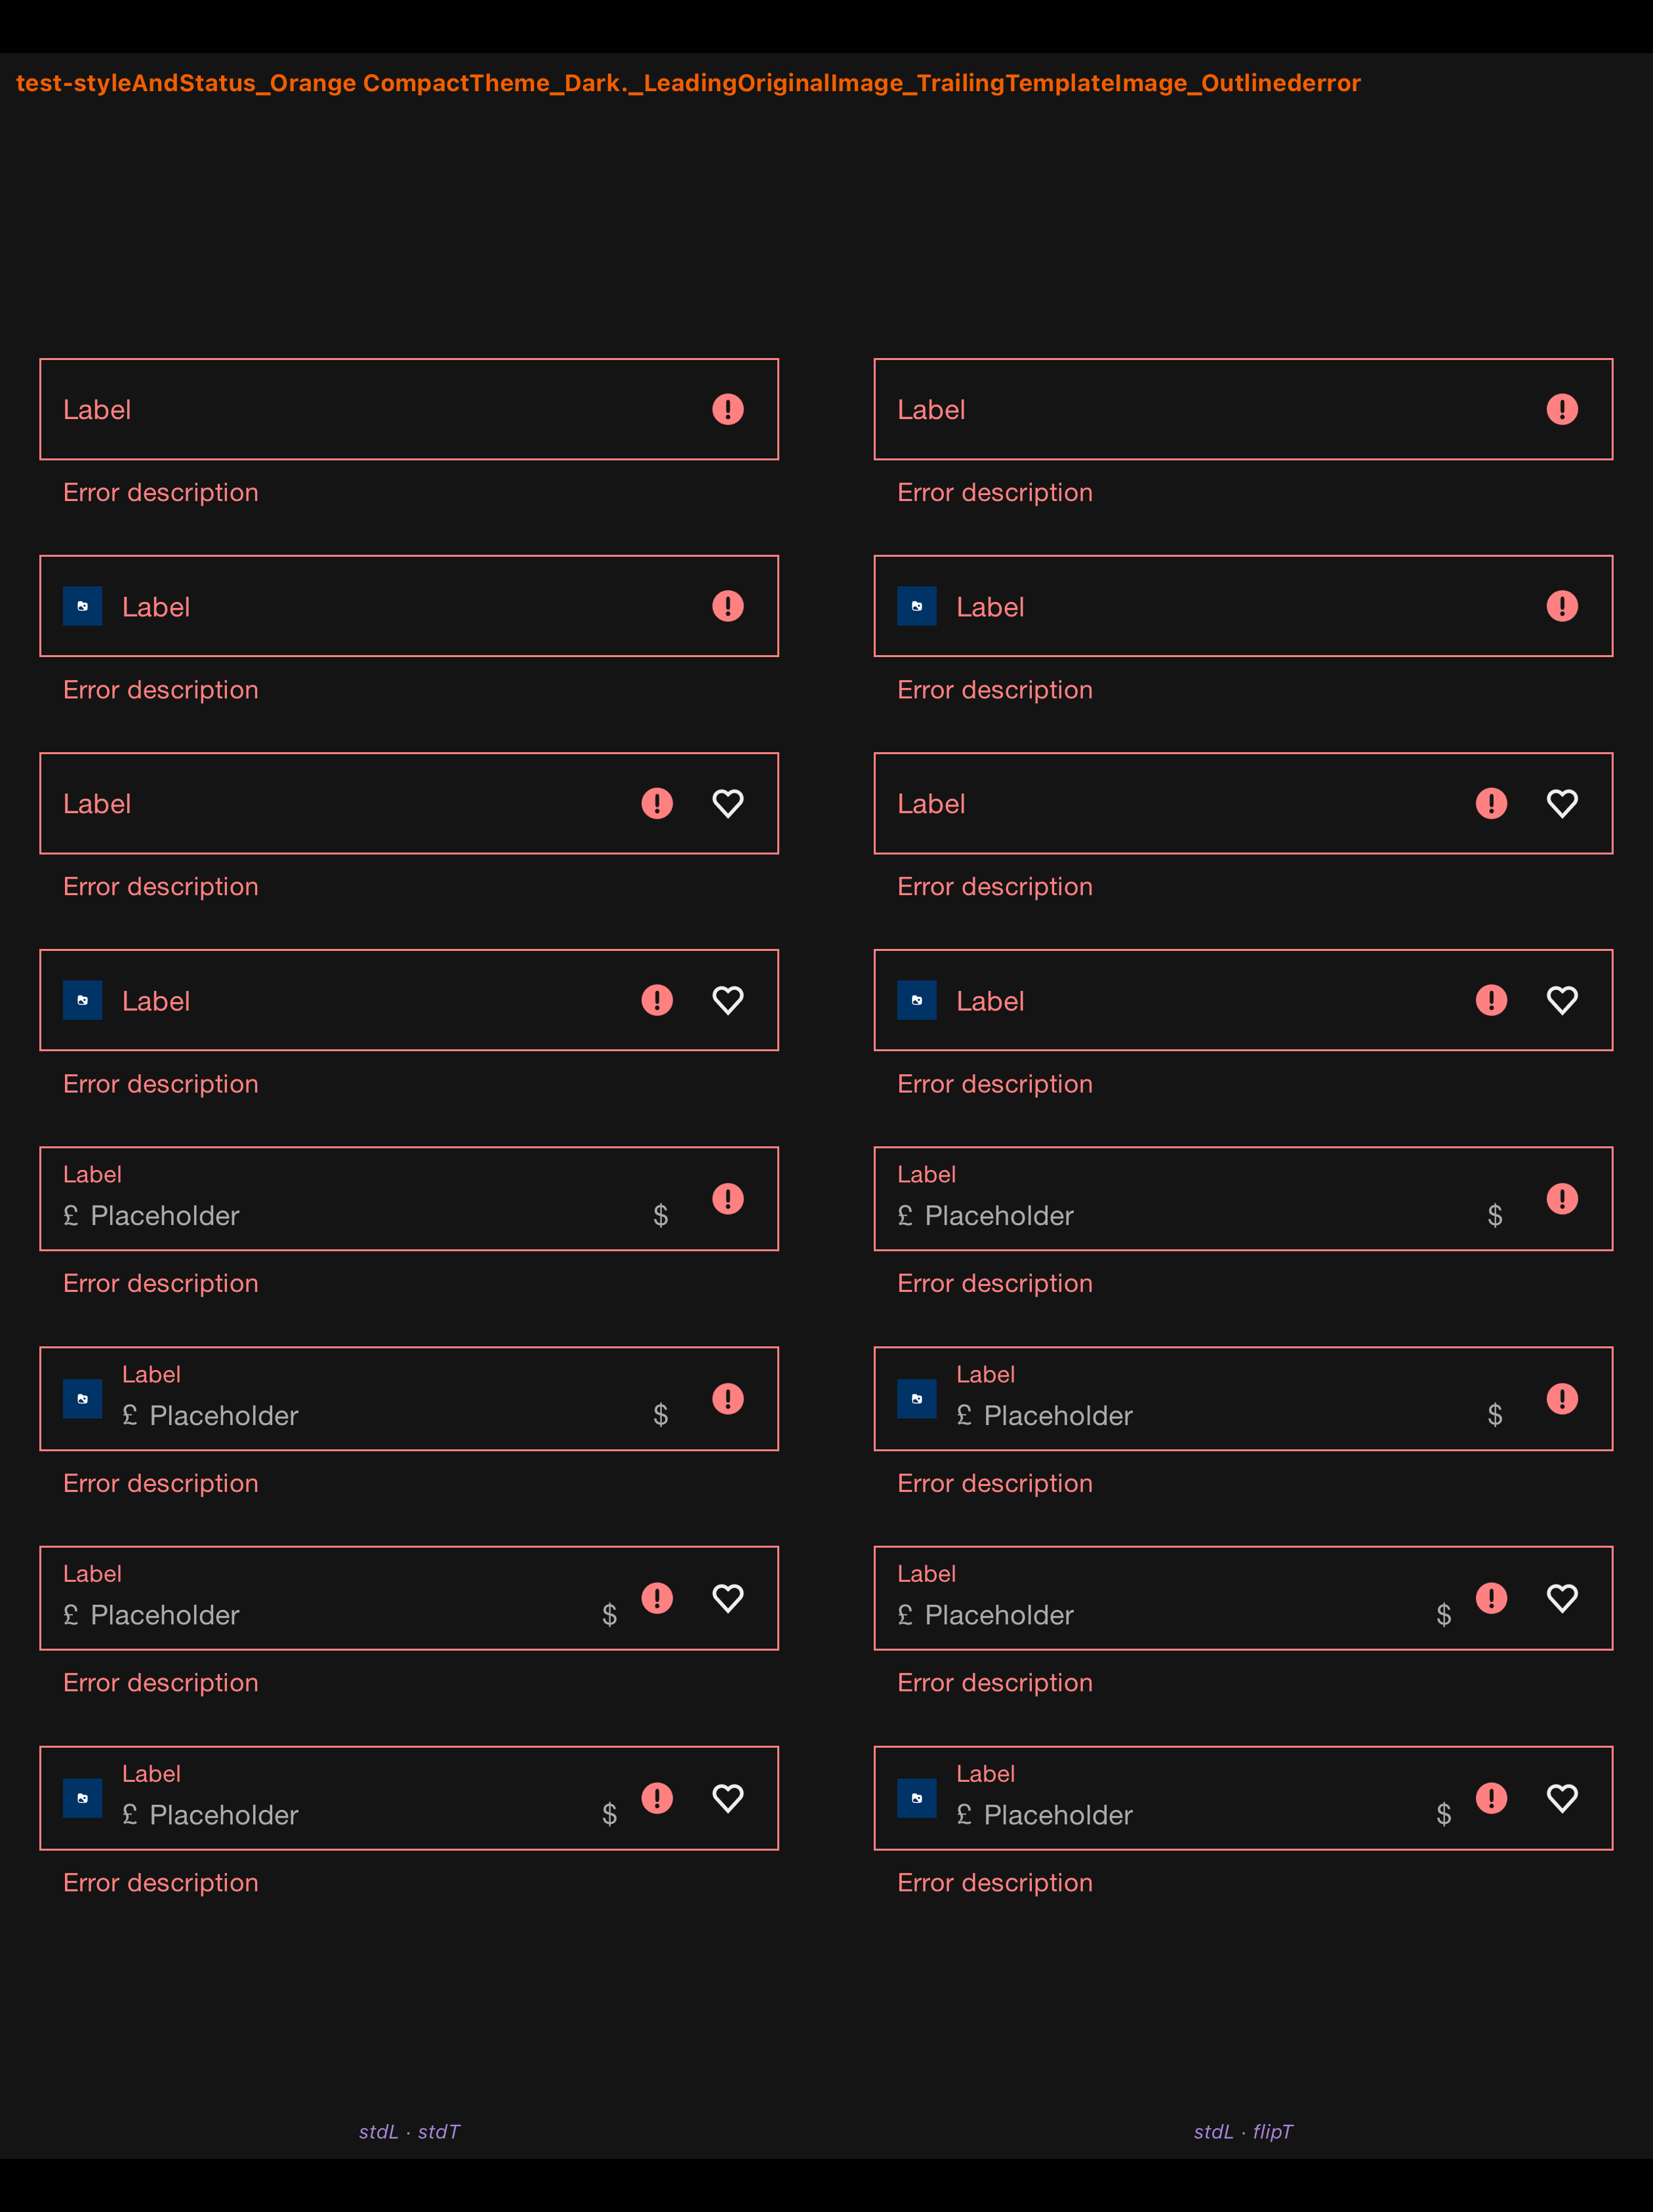 test-styleAndStatus_Orange CompactTheme_Dark._LeadingOriginalImage_TrailingTemplateImage_Outlinederror
Label
Error description
Label
Error description
Label
Error description
Label
Error description
Label
£ Placeholder $
Error description
Label
£ Placeholder $
Error description
Label
£ Placeholder $
Error description
Label
£ Placeholder $
Error description
stdL · stdT
Label
Error description
Label
Error description
Label
Error description
Label
Error description
Label
£ Placeholder $
Error description
Label
£ Placeholder $
Error description
Label
£ Placeholder $
Error description
Label
£ Placeholder $
Error description
stdL · flipT